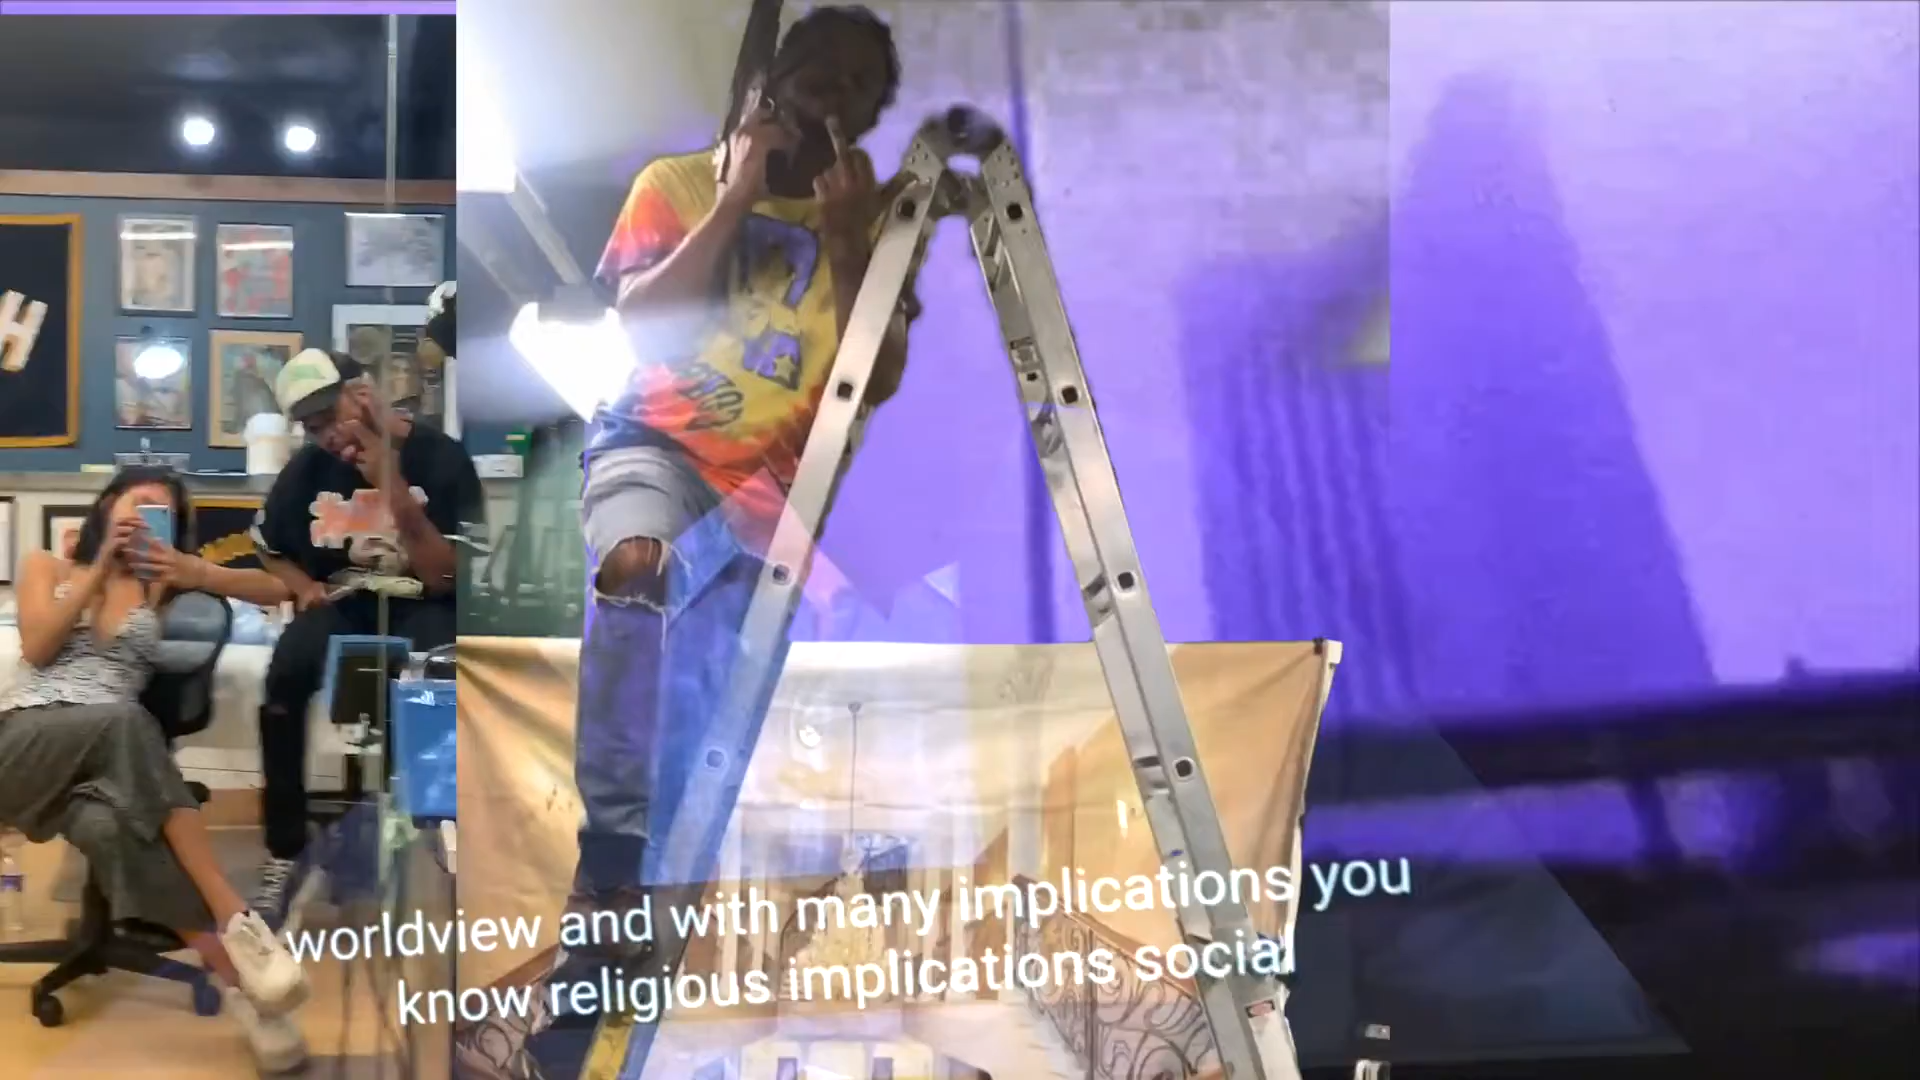 H
worldview and with many implications you
know religious implications social